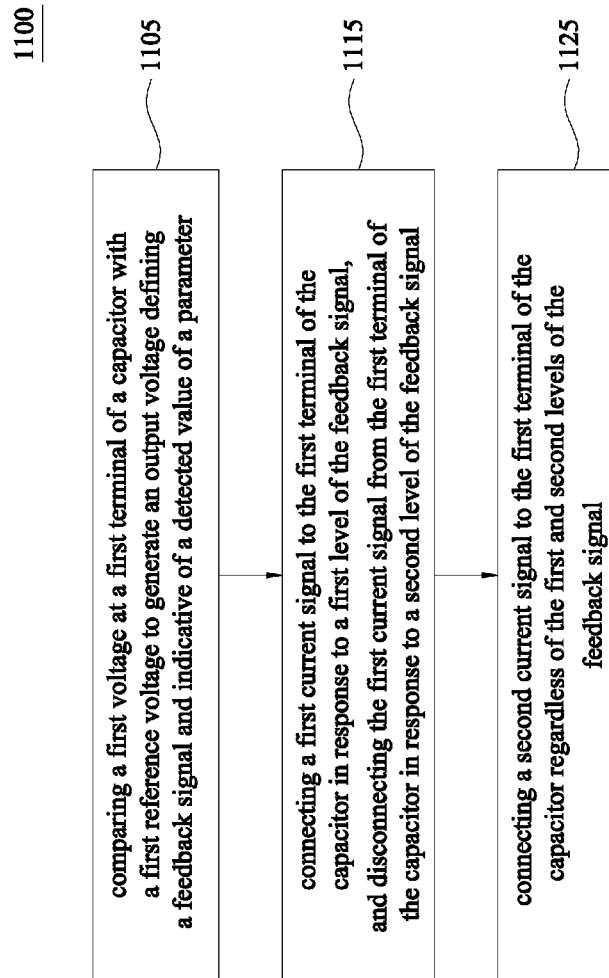 1100
comparing a first voltage at a first terminal of a capacitor with
a first reference voltage to generate an output voltage defining
a feedback signal and indicative of a detected value of a parameter
1105
connecting a first current signal to the first terminal of the
capacitor in response to a first level of the feedback signal,
and disconnecting the first current signal from the first terminal of
the capacitor in response to a second level of the feedback signal
1115
connecting a second current signal to the first terminal of the
capacitor regardless of the first and second levels of the
feedback signal
1125